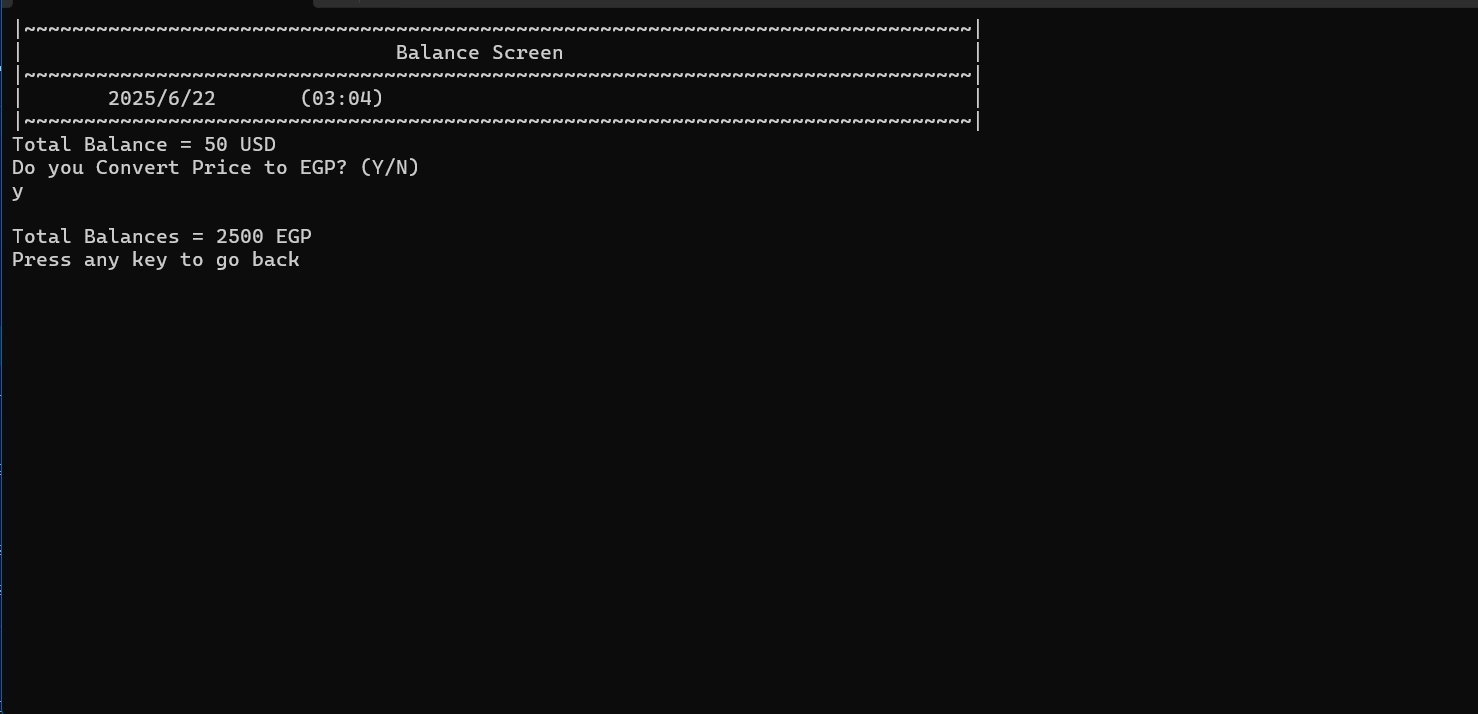 |~~~~~~~~~~~~~~~~~~~~~~~~~~~~~~~~~~~~~~~~~~~~~~~~~~~~~~~~~~~~~~~~~~~~~~~~~~~~~~~|
| Balance Screen |
|~~~~~~~~~~~~~~~~~~~~~~~~~~~~~~~~~~~~~~~~~~~~~~~~~~~~~~~~~~~~~~~~~~~~~~~~~~~~~~~|
| 2025/6/22 (03:04) |
|~~~~~~~~~~~~~~~~~~~~~~~~~~~~~~~~~~~~~~~~~~~~~~~~~~~~~~~~~~~~~~~~~~~~~~~~~~~~~~~|
Total Balance = 50 USD
Do you Convert Price to EGP? (Y/N)
y
Total Balances = 2500 EGP
Press any key to go back